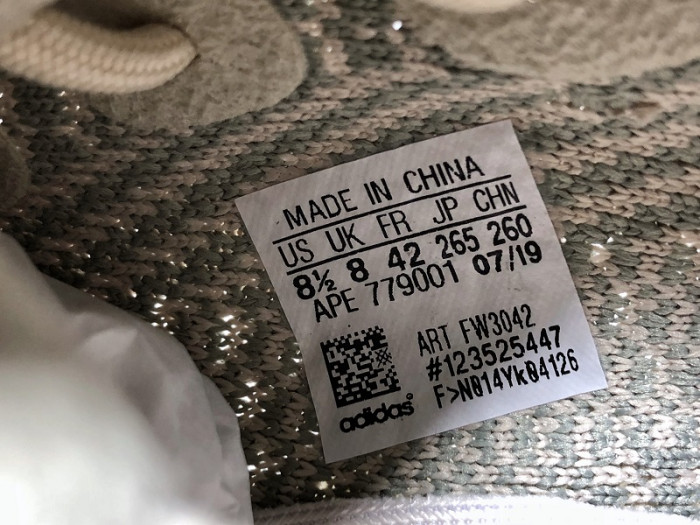 MADE IN CHINA
US UK FR JP CHN
8½ 8 42 265 260
APE 779001 07/19
ART FW3042
#123525447
F>N014Yk04126
adidas®